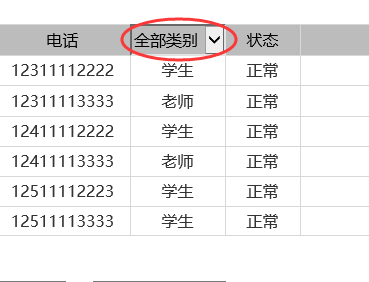 电话 全部类别 状态
12311112222 学生 正常
12311113333 老师 正常
12411112222 学生 正常
12411113333 老师 正常
12511112223 学生 正常
12511113333 学生 正常